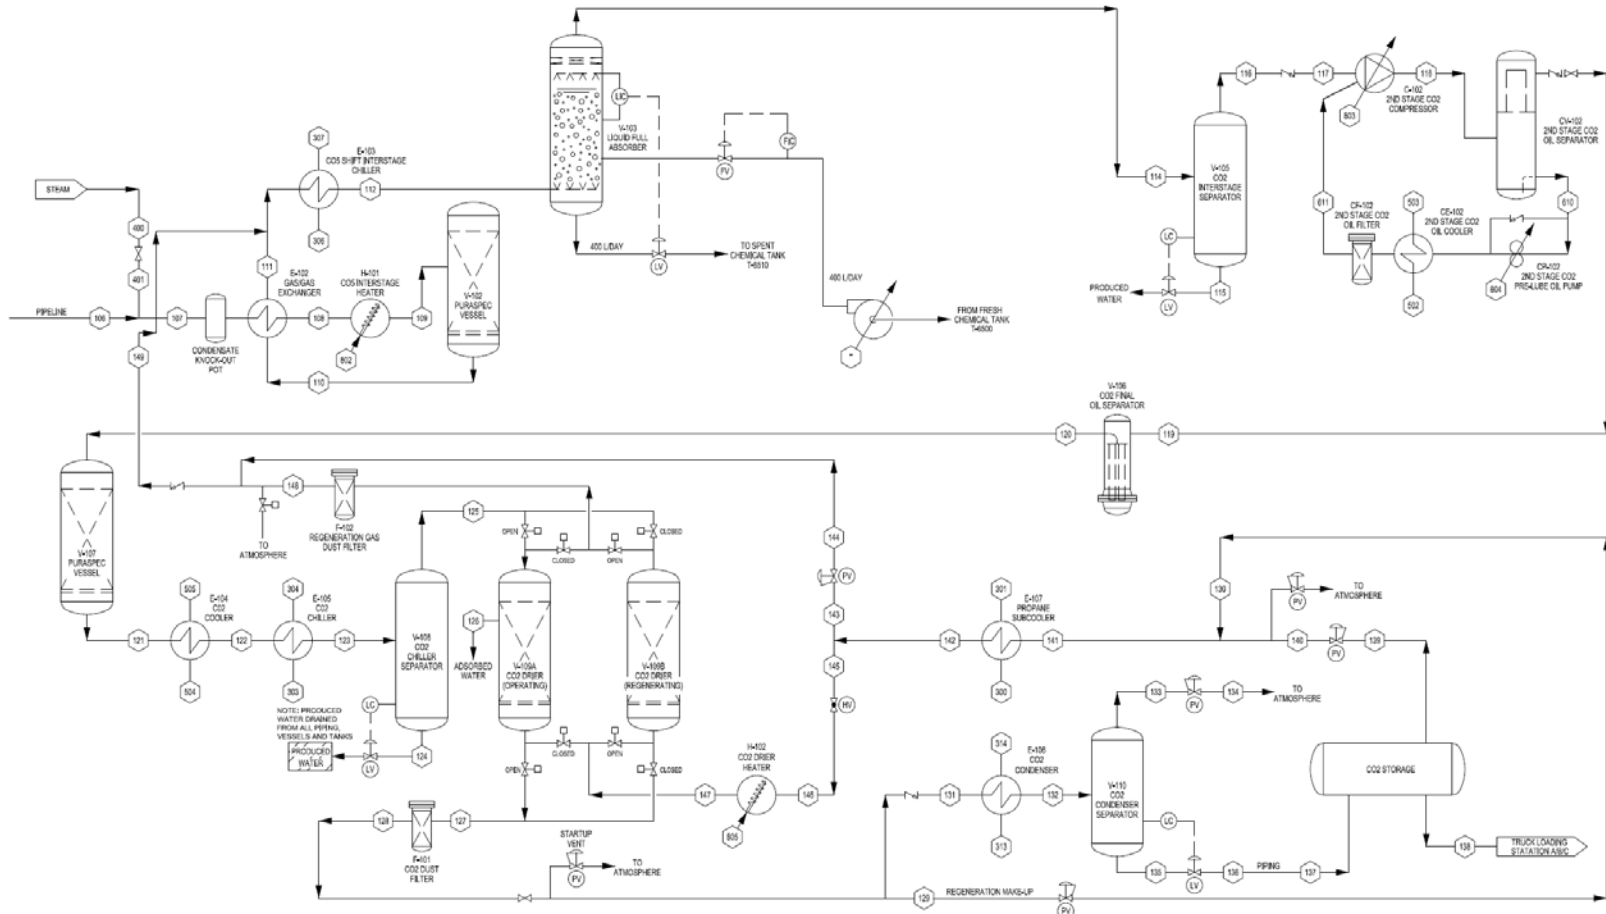 STEAM
400
401
PIPELINE
106
107
CONDENSATE
KNOCK-OUT
POT
149
111
E-102
GAS/GAS
EXCHANGER
108
H-101
COS INTERSTAGE
HEATER
802
109
110
V-102
PURASPEC
VESSEL
307
E-103
COS SHIFT INTERSTAGE
CHILLER
306
112
V-103
LIQUID FULL
ABSORBER
LIC
FIC
FV
400 L/DAY
LV
TO SPENT
CHEMICAL TANK
T-6510
400 L/DAY
FROM FRESH
CHEMICAL TANK
T-6500
*
114
V-105
CO2
INTERSTAGE
SEPARATOR
LC
115
LV
PRODUCED
WATER
116
117
803
C-102
2ND STAGE CO2
COMPRESSOR
118
CV-102
2ND STAGE CO2
OIL SEPARATOR
611
CF-102
2ND STAGE CO2
OIL FILTER
503
CE-102
2ND STAGE CO2
OIL COOLER
502
610
804
CP-102
2ND STAGE CO2
PRE-LUBE OIL PUMP
V-106
CO2 FINAL
OIL SEPARATOR
120
119
V-107
PURASPEC
VESSEL
121
505
E-104
CO2
COOLER
504
122
304
E-105
CO2
CHILLER
303
123
TO
ATMOSPHERE
148
F-102
REGENERATION GAS
DUST FILTER
NOTE: PRODUCED
WATER DRAINED
FROM ALL PIPING,
VESSELS AND TANKS
PRODUCED
WATER
LC
LV
124
V-108
CO2
CHILLER
SEPARATOR
125
OPEN
CLOSED
OPEN
CLOSED
126
ADSORBED
WATER
V-109A
CO2 DRIER
(OPERATING)
V-109B
CO2 DRIER
(REGENERATING)
CLOSED
OPEN
OPEN
CLOSED
128
127
F-101
CO2 DUST
FILTER
STARTUP
VENT
PV
TO
ATMOSPHERE
147
H-102
CO2 DRIER
HEATER
805
146
144
PV
143
145
HV
142
301
E-107
PROPANE
SUBCOOLER
300
141
130
PV
TO
ATMOSPHERE
140
PV
139
133
PV
134
TO
ATMOSPHERE
131
314
E-106
CO2
CONDENSER
313
132
V-110
CO2
CONDENSER
SEPARATOR
LC
135
LV
136
PIPING
137
CO2 STORAGE
138
TRUCK LOADING
STATATION A/B/C
129
REGENERATION MAKE-UP
PV